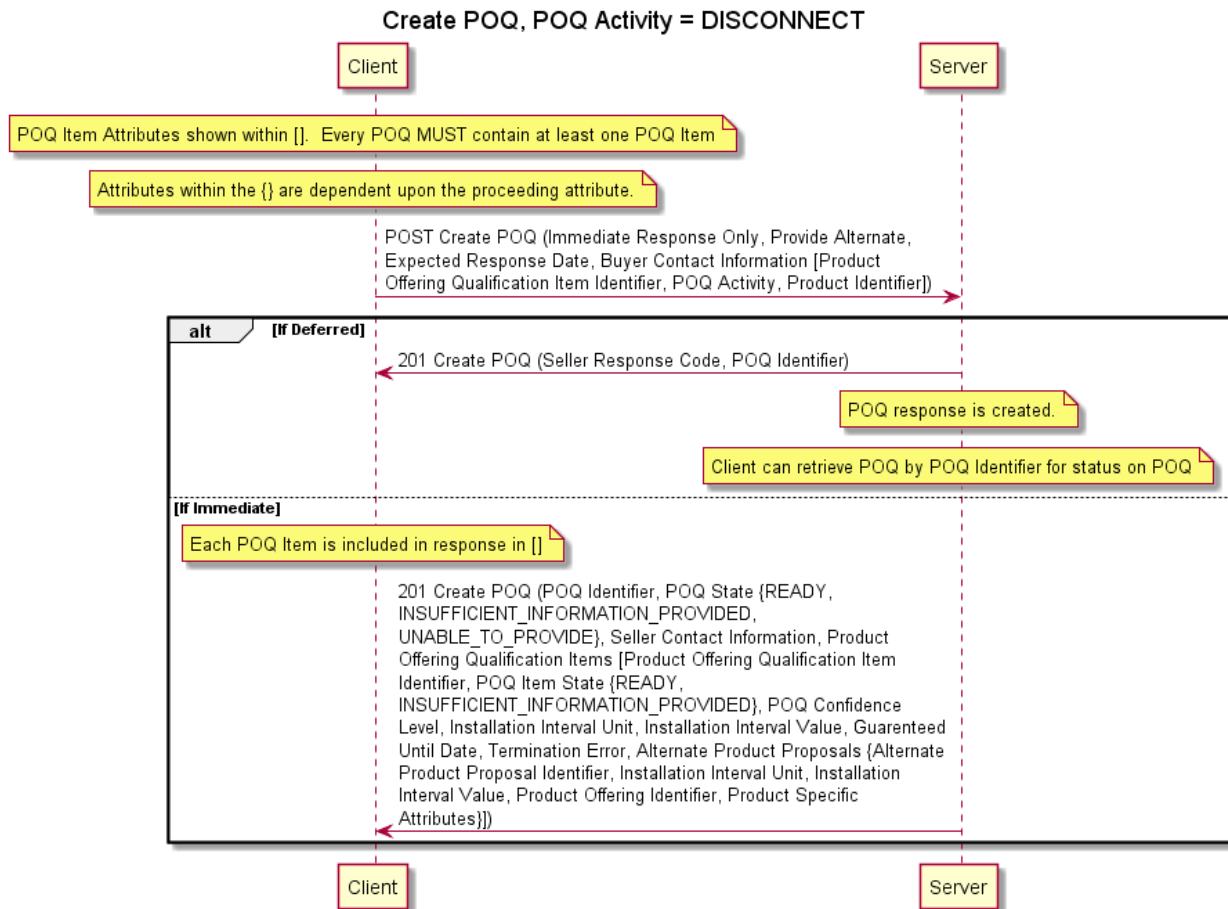 Create POQ, POQ Activity = DISCONNECT
Client
Server
POQ Item Attributes shown within [].  Every POQ MUST contain at least one POQ Item
Attributes within the {} are dependent upon the proceeding attribute.
POST Create POQ (Immediate Response Only, Provide Alternate,
Expected Response Date, Buyer Contact Information [Product
Offering Qualification Item Identifier, POQ Activity, Product Identifier])
alt
[If Deferred]
201 Create POQ (Seller Response Code, POQ Identifier)
POQ response is created.
Client can retrieve POQ by POQ Identifier for status on POQ
[If Immediate]
Each POQ Item is included in response in []
201 Create POQ (POQ Identifier, POQ State {READY,
INSUFFICIENT_INFORMATION_PROVIDED,
UNABLE_TO_PROVIDE}, Seller Contact Information, Product
Offering Qualification Items [Product Offering Qualification Item
Identifier, POQ Item State {READY,
INSUFFICIENT_INFORMATION_PROVIDED}, POQ Confidence
Level, Installation Interval Unit, Installation Interval Value, Guarenteed
Until Date, Termination Error, Alternate Product Proposals {Alternate
Product Proposal Identifier, Installation Interval Unit, Installation
Interval Value, Product Offering Identifier, Product Specific
Attributes}])
Client
Server